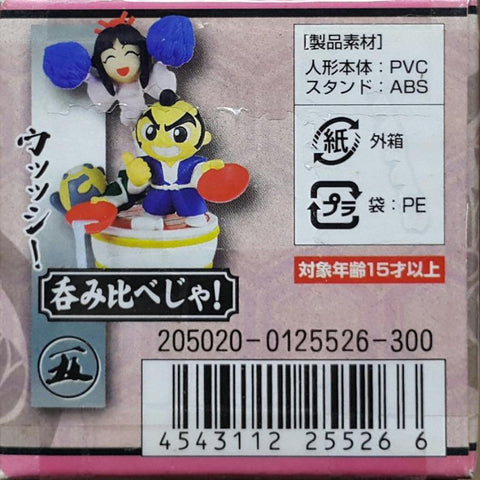 [製品素材]
人形本体：PVC
スタンド：ABS
紙 外箱
プラ 袋：PE
対象年齢15才以上
ウッッシ！
呑み比べじゃ！
205020-0125526-300
4543112 25526 6